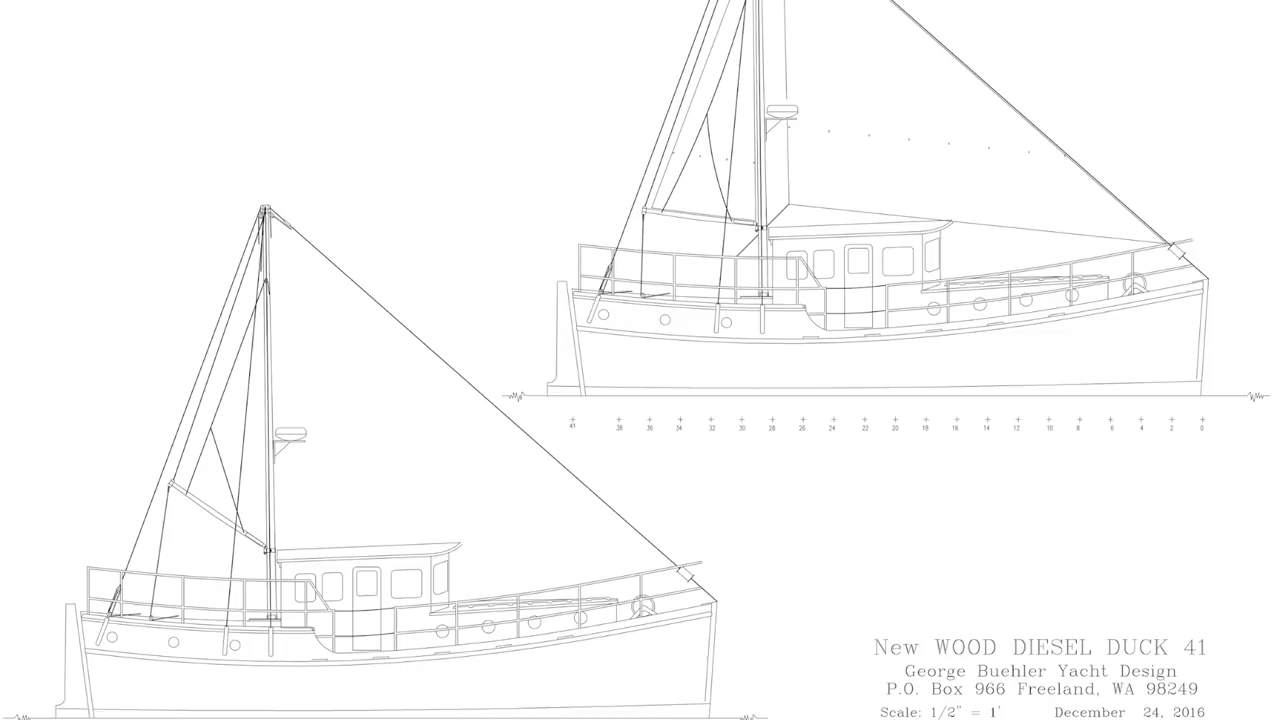 41 38 36 34 32 30 28 26 24 22 20 18 16 14 12 10 8 6 4 2 0
New WOOD DIESEL DUCK 41
George Buehler Yacht Design
P.O. Box 966 Freeland, WA 98249
Scale: 1/2" = 1' December 24, 2016